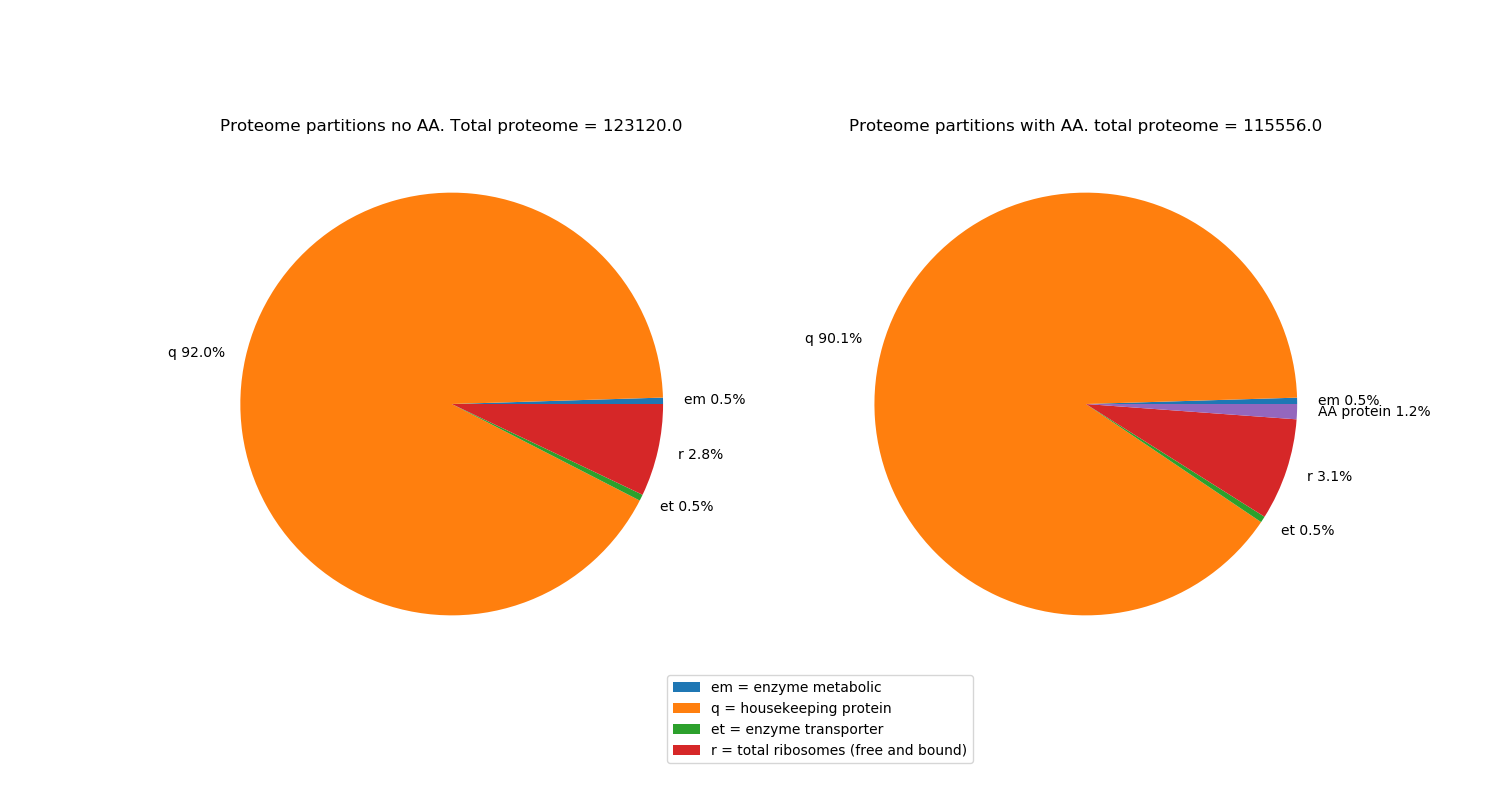 Proteome partitions no AA. Total proteome = 123120.0
Proteome partitions with AA. total proteome = 115556.0
q 92.0%
em 0.5%
r 2.8%
et 0.5%
q 90.1%
em 0.5%
AA protein 1.2%
r 3.1%
et 0.5%
em = enzyme metabolic
q = housekeeping protein
et = enzyme transporter
r = total ribosomes (free and bound)